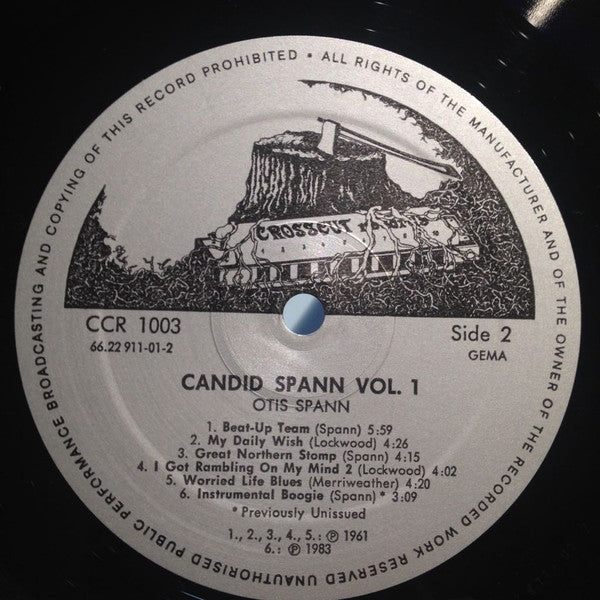 PERFORMANCE BROADCASTING AND COPYING OF THIS RECORD PROHIBITED • ALL RIGHTS OF THE MANUFACTURER AND OF THE OWNER OF THE RECORDED WORK RESERVED UNAUTHORISED PUBLIC
CROSSCUT
CCR 1003
Side 2
66.22 911-01-2
GEMA
CANDID SPANN VOL. 1
OTIS SPANN
1. Beat-Up Team (Spann) 5:59
2. My Daily Wish (Lockwood) 4:26
3. Great Northern Stomp (Spann) 4:15
4. I Got Rambling On My Mind 2 (Lockwood) 4:02
5. Worried Life Blues (Merriweather) 4:20
6. Instrumental Boogie (Spann) * 3:09
* Previously Unissued
1., 2., 3., 4., 5.: ℗ 1961
6.: ℗ 1983